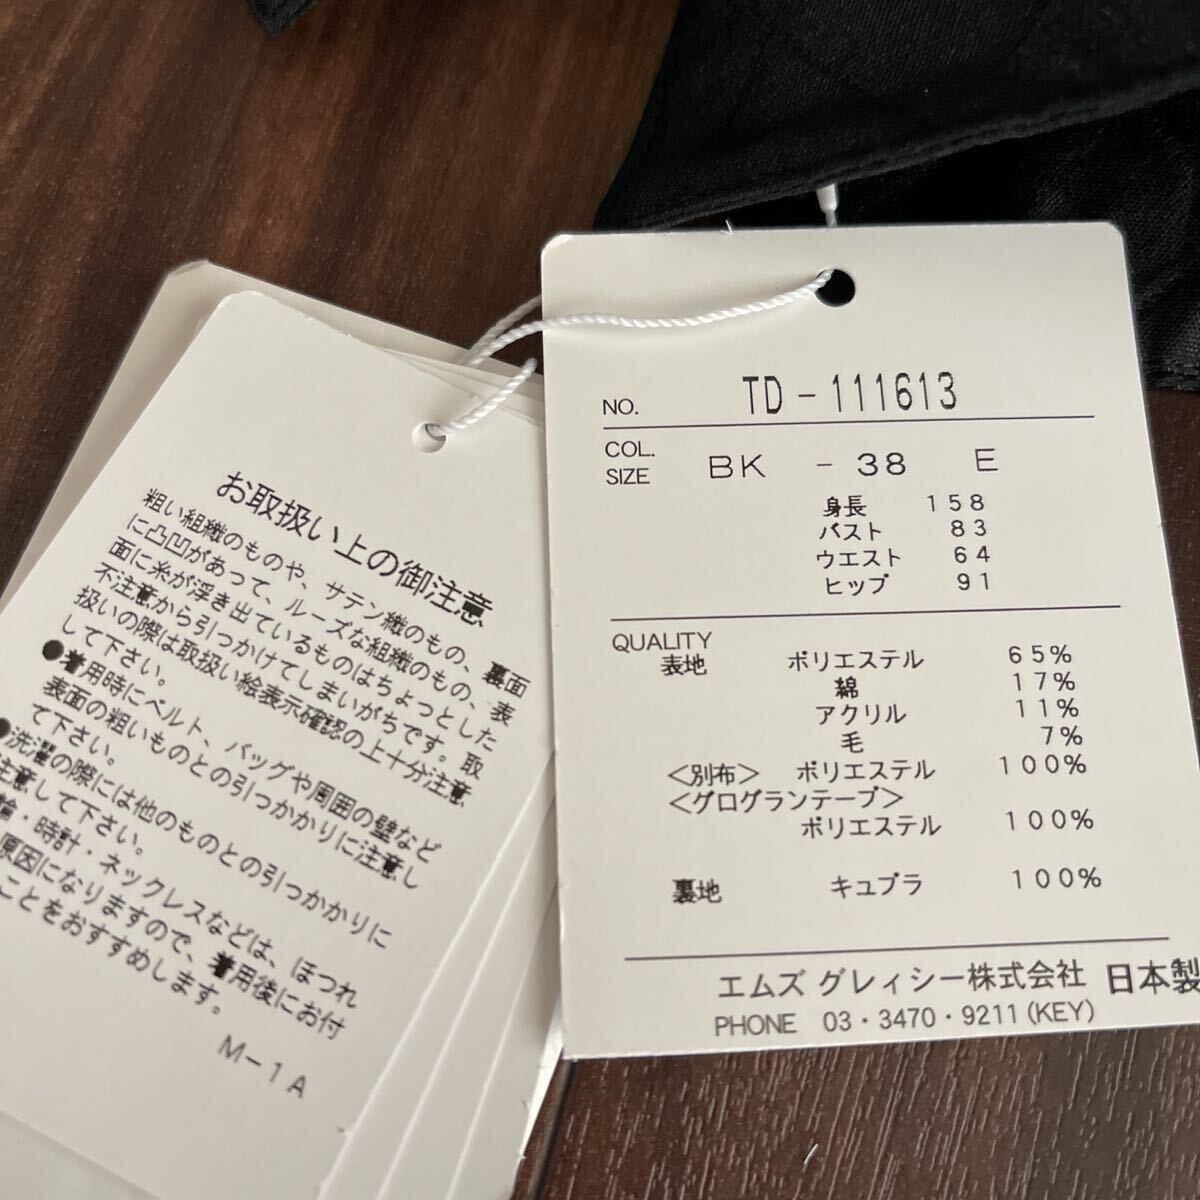 お取扱い上の御注意
粗い組織のものや、サテン織のもの、裏面
に凸凹があって、ルーズな組織のもの、表
面に糸が浮き出ているものはちょっとした
不注意から引っかけてしまいがちです。取
扱いの際は取扱い絵表示確認の上十分注意
して下さい。
●着用時にベルト、バッグや周囲の壁など
表面の粗いものとの引っかかりに注意し
て下さい。
●洗濯の際には他のものとの引っかかりに
注意して下さい。
輪・時計・ネックレスなどは、ほつれ
原因になりますので、着用後にお付
ことをおすすめします。
M-1A
NO. TD-111613
COL.
SIZE BK - 38 E
身長 158
バスト 83
ウエスト 64
ヒップ 91
QUALITY
表地 ポリエステル 65%
綿 17%
アクリル 11%
毛 7%
<別布> ポリエステル 100%
<グログランテープ>
ポリエステル 100%
裏地 キュプラ 100%
エムズ グレィシー株式会社 日本製
PHONE 03・3470・9211(KEY)